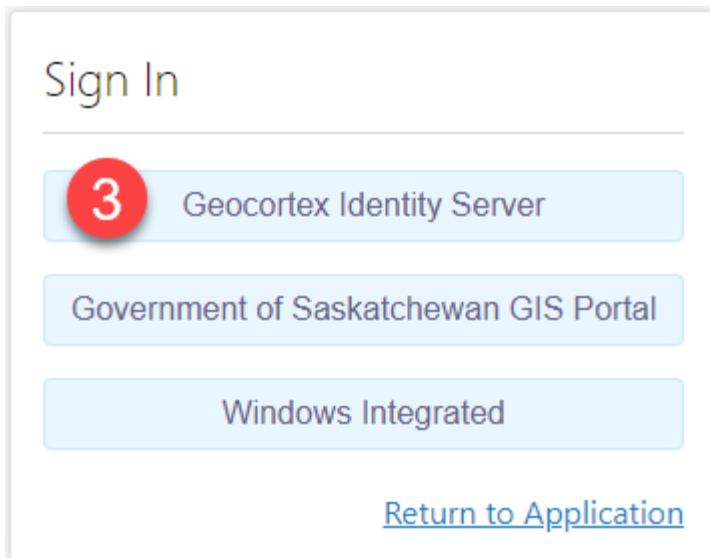 Sign In
3 Geocortex Identity Server
Government of Saskatchewan GIS Portal
Windows Integrated
Return to Application